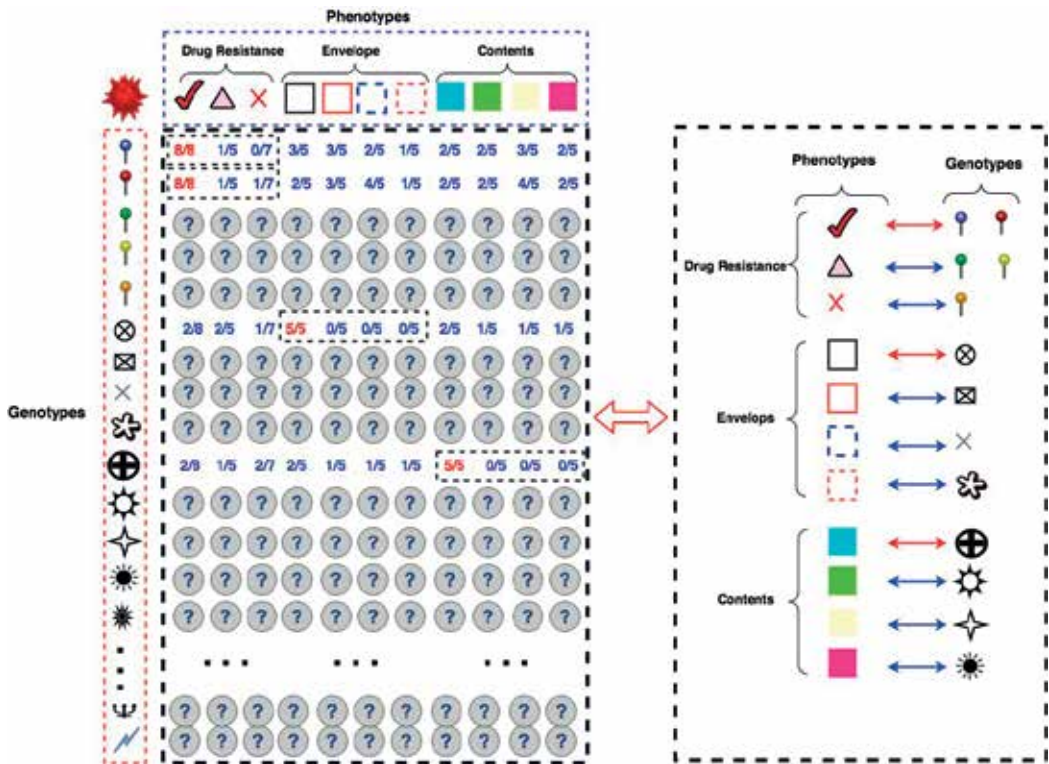 Phenotypes
Drug Resistance Envelope Contents
8/8 1/5 0/7 3/5 3/5 2/5 1/5 2/5 2/5 3/5 2/5
8/8 1/5 1/7 2/5 3/5 4/5 1/5 2/5 2/5 4/5 2/5
? ? ? ? ? ? ? ? ? ? ?
? ? ? ? ? ? ? ? ? ? ?
? ? ? ? ? ? ? ? ? ? ?
2/8 2/5 1/7 5/5 0/5 0/5 0/5 2/5 1/5 1/5 1/5
? ? ? ? ? ? ? ? ? ? ?
? ? ? ? ? ? ? ? ? ? ?
Genotypes
? ? ? ? ? ? ? ? ? ? ?
2/8 1/5 2/7 2/5 1/5 1/5 1/5 5/5 0/5 0/5 0/5
? ? ? ? ? ? ? ? ? ? ?
? ? ? ? ? ? ? ? ? ? ?
? ? ? ? ? ? ? ? ? ? ?
? ? ? ? ? ? ? ? ? ? ?
... ... ...
? ? ? ? ? ? ? ? ? ? ?
? ? ? ? ? ? ? ? ? ? ?
Phenotypes Genotypes
Drug Resistance
Envelops
Contents